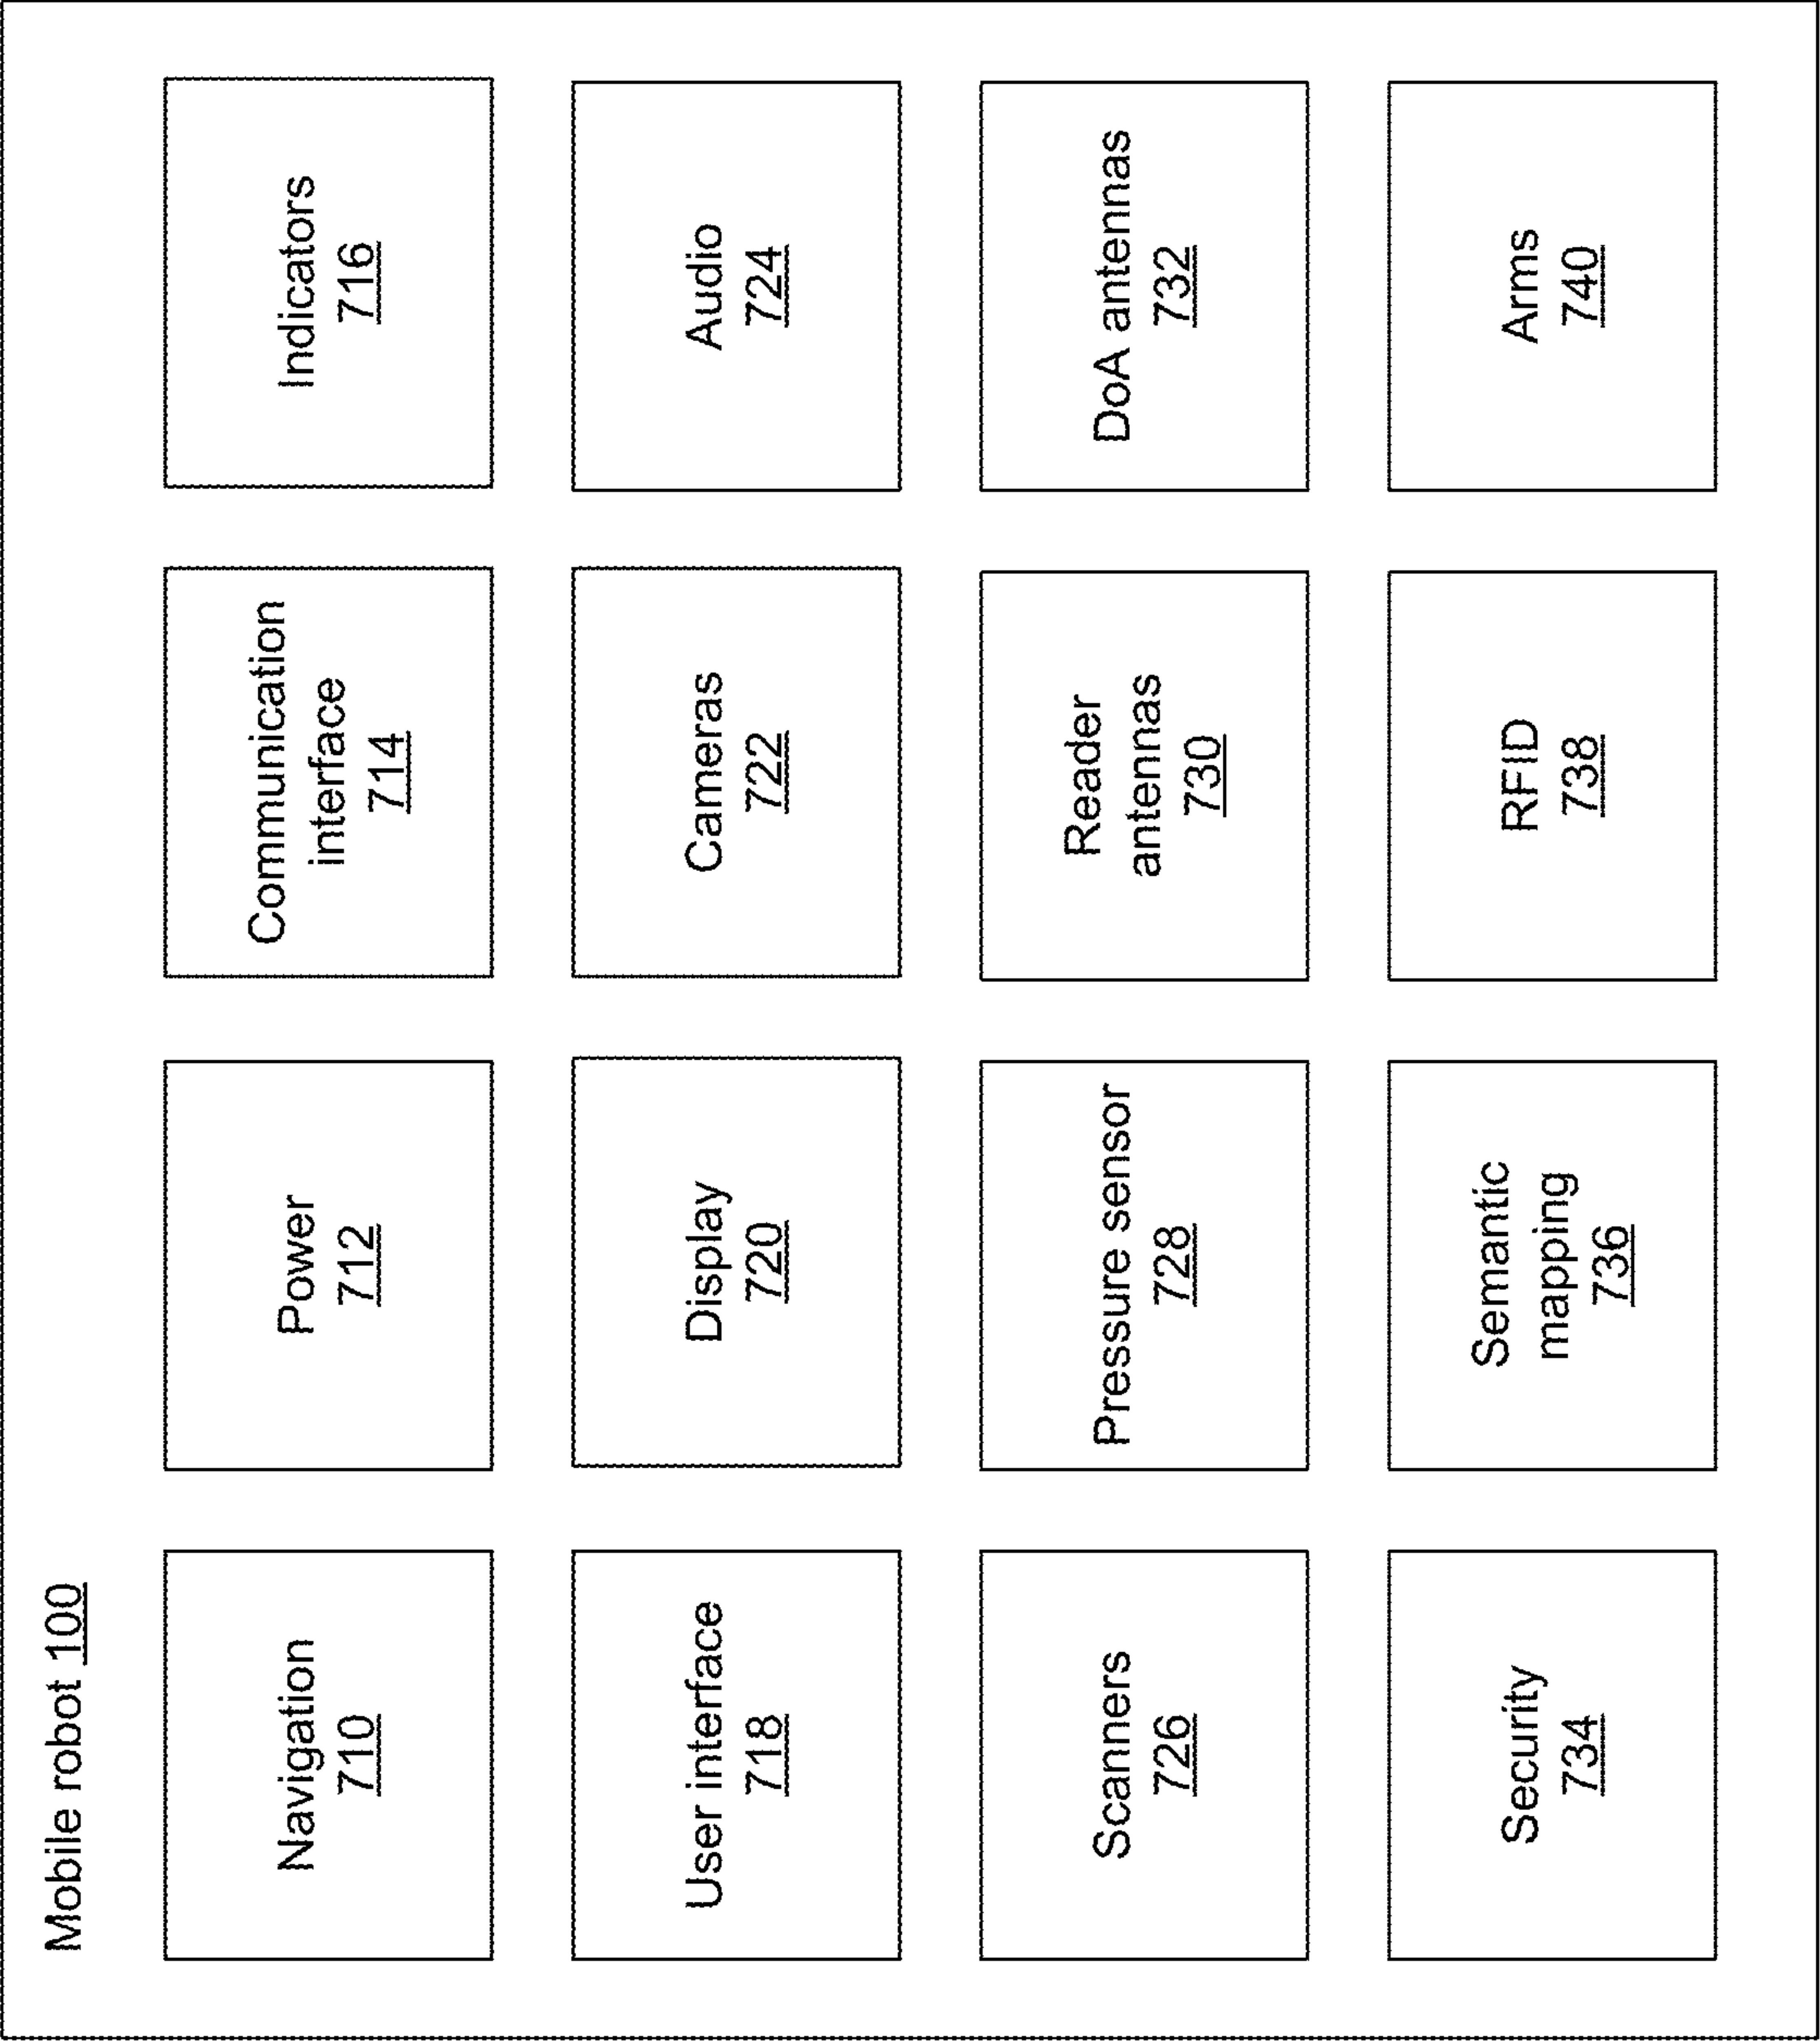 Mobile robot 100
Navigation
710
Power
712
Communication
interface
714
Indicators
716
User interface
718
Display
720
Cameras
722
Audio
724
Scanners
726
Pressure sensor
728
Reader
antennas
730
DoA antennas
732
Security
734
Semantic
mapping
736
RFID
738
Arms
740